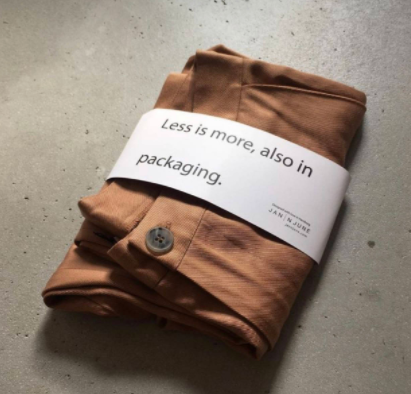 Less is more, also in
packaging.
JAN | N JUNE